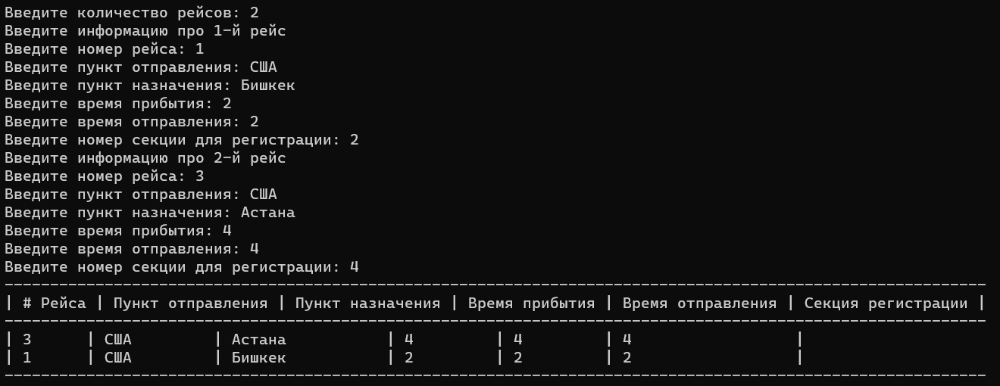 Введите количество рейсов: 2
Введите информацию про 1-й рейс
Введите номер рейса: 1
Введите пункт отправления: США
Введите пункт назначения: Бишкек
Введите время прибытия: 2
Введите время отправления: 2
Введите номер секции для регистрации: 2
Введите информацию про 2-й рейс
Введите номер рейса: 3
Введите пункт отправления: США
Введите пункт назначения: Астана
Введите время прибытия: 4
Введите время отправления: 4
Введите номер секции для регистрации: 4
------------------------------------------------------------------------------------------------------------
| # Рейса | Пункт отправления | Пункт назначения | Время прибытия | Время отправления | Секция регистрации |
------------------------------------------------------------------------------------------------------------
| 3      | США         | Астана           | 4         | 4         | 4                  |
| 1      | США         | Бишкек           | 2         | 2         | 2                  |
------------------------------------------------------------------------------------------------------------